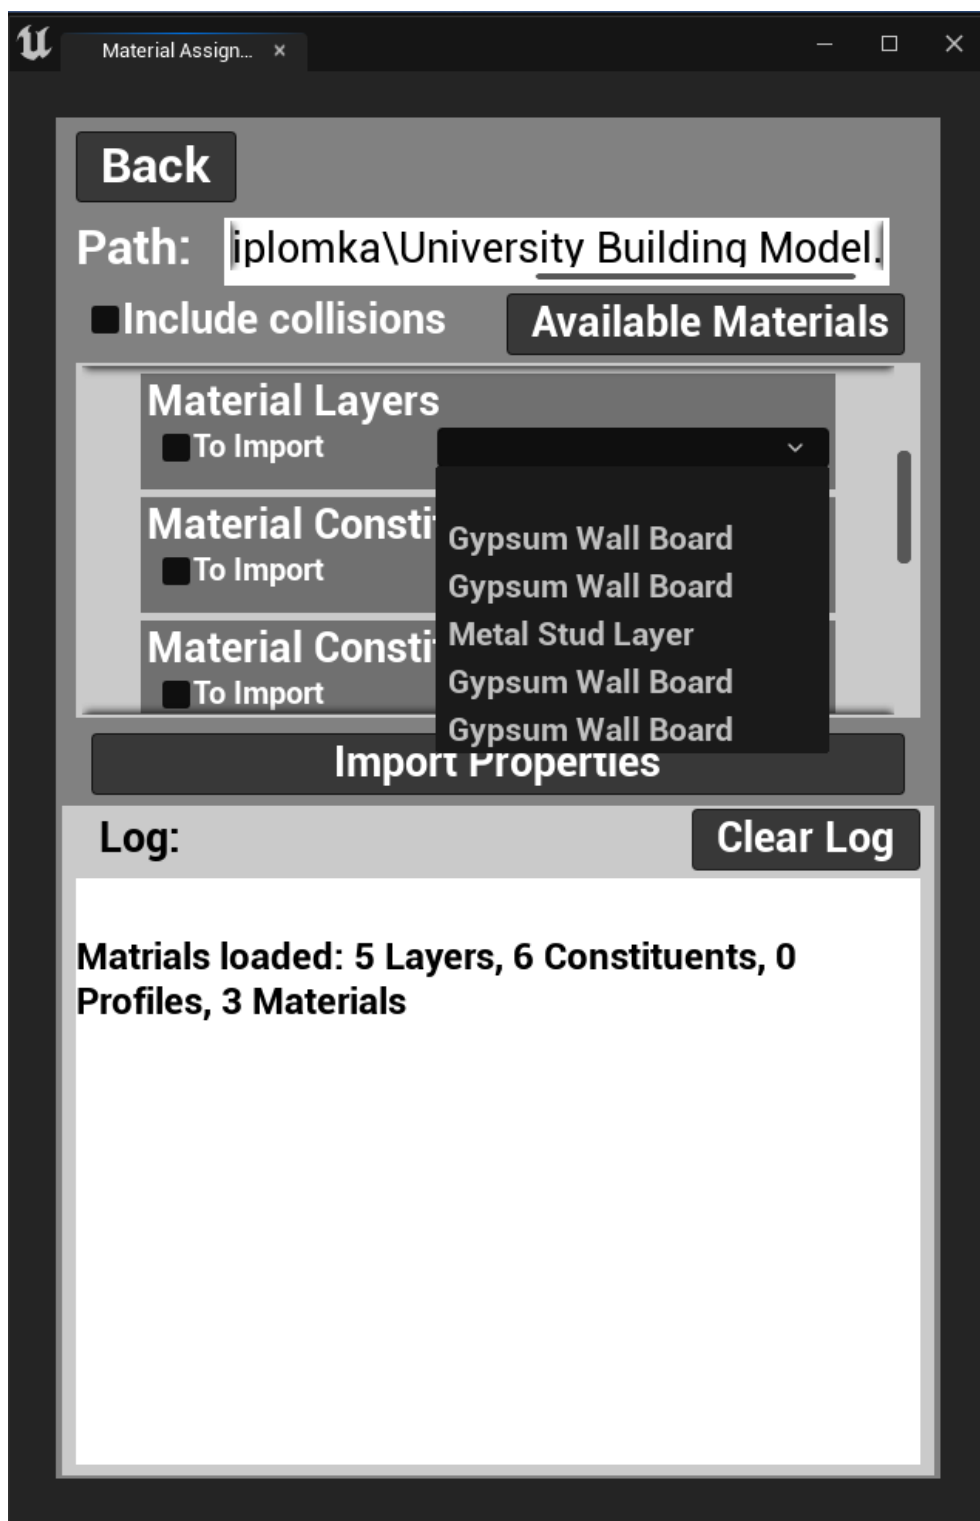 Material Assign...
Back
Path: iplomka\University Building Model.
Include collisions
Available Materials
Material Layers
To Import
Material Constit
To Import
Material Constit
To Import
Gypsum Wall Board
Gypsum Wall Board
Metal Stud Layer
Gypsum Wall Board
Gypsum Wall Board
Import Properties
Log:
Clear Log
Matrials loaded: 5 Layers, 6 Constituents, 0
Profiles, 3 Materials